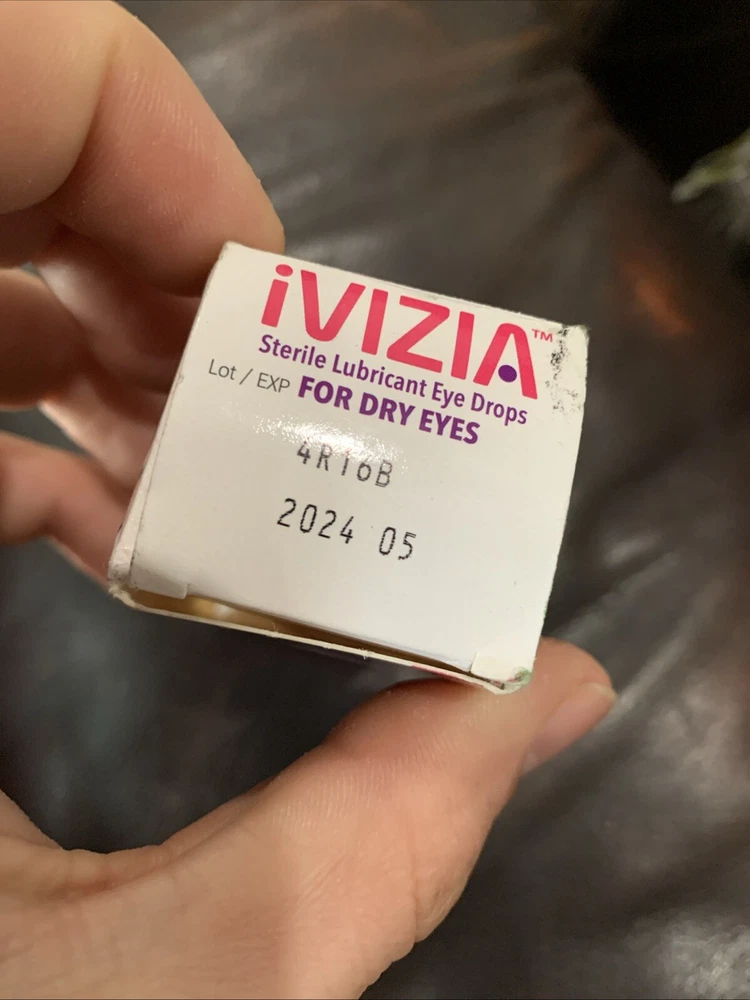 iVIZIA™
Sterile Lubricant Eye Drops
Lot / EXP FOR DRY EYES
4R16B
2024 05